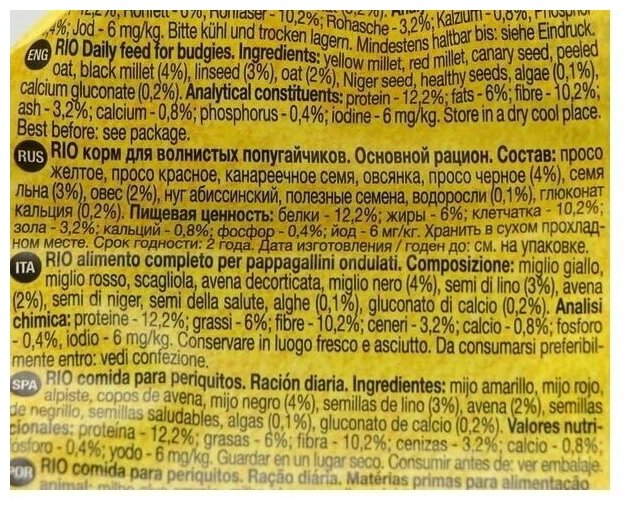 12,2%, Rohfett - 6%, Rohfaser - 10,2%; Rohasche - 3,2%; Kalzium - 0,8%,
,4%; Jod - 6 mg/kg. Bitte kühl und trocken lagern. Mindestens haltbar bis: siehe Eindruck.
ENG RIO Daily feed for budgies. Ingredients: yellow millet, red millet, canary seed, peeled
oat, black millet (4%), linseed (3%), oat (2%), Niger seed, healthy seeds, algae (0,1%),
calcium gluconate (0,2%). Analytical constituents: protein - 12,2%; fats - 6%; fibre - 10,2%;
ash - 3,2%; calcium - 0,8%; phosphorus - 0,4%; iodine - 6 mg/kg. Store in a dry cool place.
Best before: see package.
RUS RIO корм для волнистых попугайчиков. Основной рацион. Состав: просо
желтое, просо красное, канареечное семя, овсянка, просо черное (4%), семя
льна (3%), овес (2%), нуг абиссинский, полезные семена, водоросли (0,1%), глюконат
кальция (0,2%). Пищевая ценность: белки - 12,2%; жиры - 6%; клетчатка - 10,2%;
зола - 3,2%; кальций - 0,8%; фосфор - 0,4%; йод - 6 мг/кг. Хранить в сухом прохлад-
ном месте. Срок годности: 2 года. Дата изготовления / годен до: см. на упаковке.
ITA RIO alimento completo per pappagallini ondulati. Composizione: miglio giallo,
miglio rosso, scagliola, avena decorticata, miglio nero (4%), semi di lino (3%), avena
(2%), semi di niger, semi della salute, alghe (0,1%), gluconato di calcio (0,2%). Analisi
chimica: proteine - 12,2%; grassi - 6%; fibre - 10,2%; ceneri - 3,2%; calcio - 0,8%; fosforo
- 0,4%, iodio - 6 mg/kg. Conservare in luogo fresco e asciutto. Da consumarsi preferibil-
mente entro: vedi confezione.
SPA RIO comida para periquitos. Ración diaria. Ingredientes: mijo amarillo, mijo rojo,
alpiste, copos de avena, mijo negro (4%), semillas de lino (3%), avena (2%), semillas
de negrillo, semillas saludables, algas (0,1%), gluconato de calcio (0,2%). Valores nutri-
cionales: proteína - 12,2%; grasas - 6%; fibra - 10,2%; cenizas - 3,2%; calcio - 0,8%;
ósforo - 0,4%; yodo - 6 mg/kg. Guardar en un lugar seco. Consumir antes de: ver embalaje.
POR RIO comida para periquitos. Ração diária. Matérias primas para alimentação
animal: